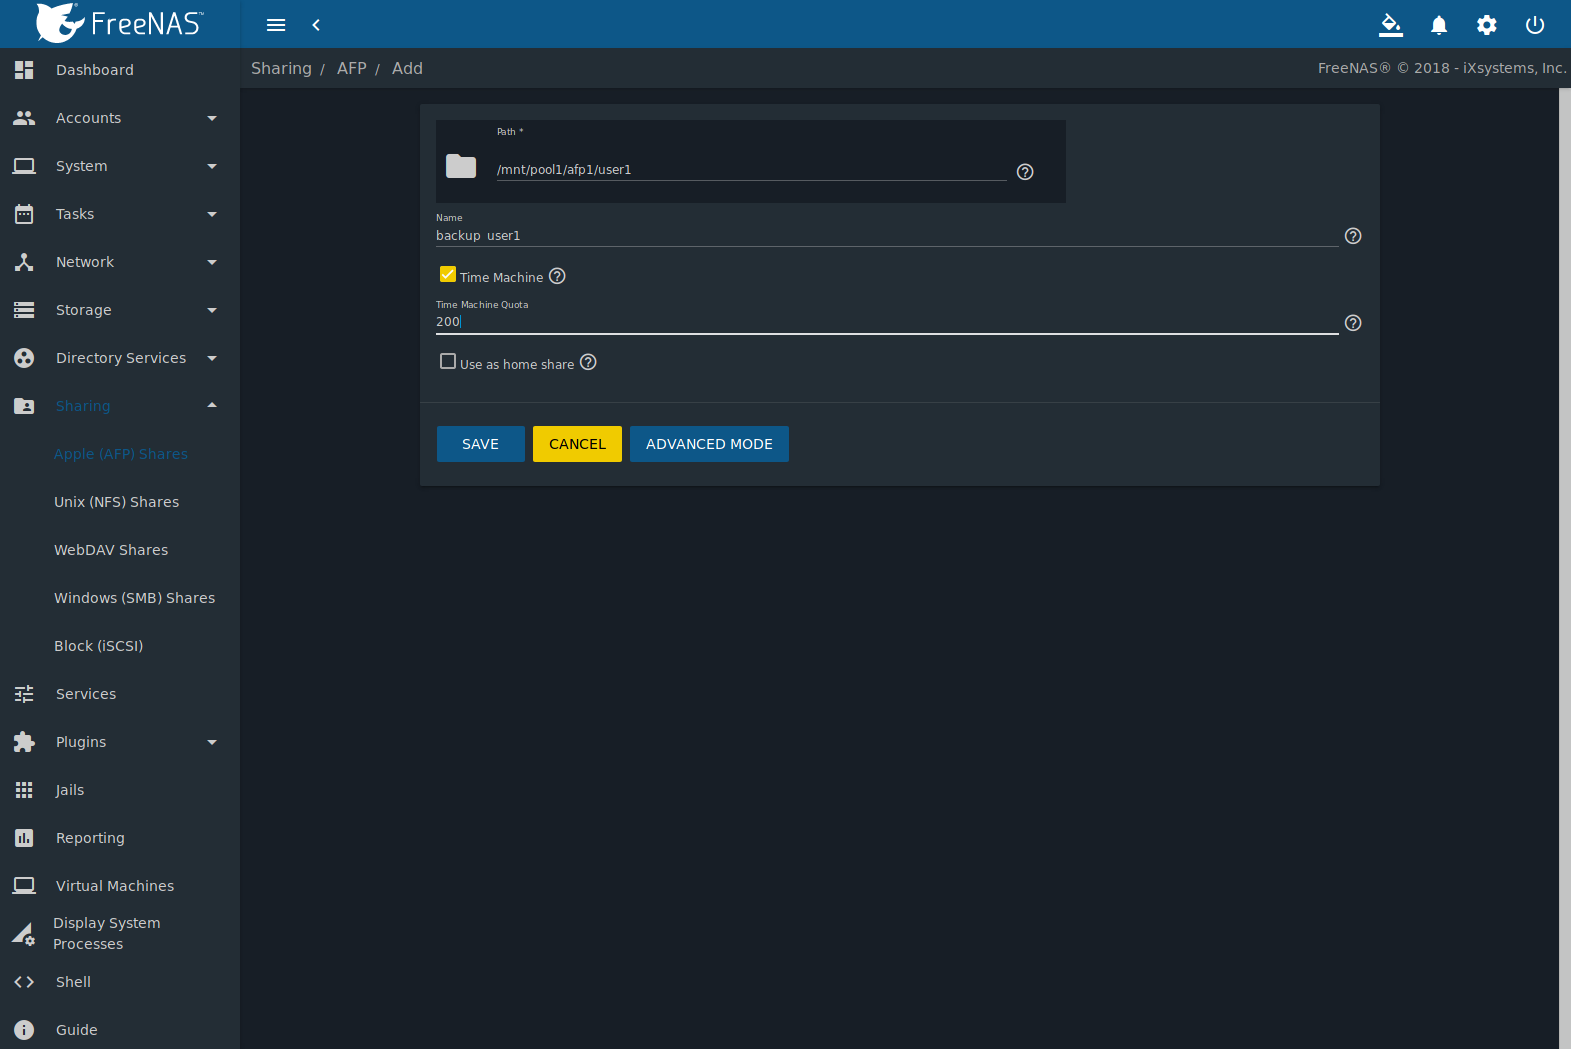 FreeNAS™
Sharing / AFP / Add
FreeNAS® © 2018 - iXsystems, Inc.
Dashboard
Accounts
System
Tasks
Network
Storage
Directory Services
Sharing
Apple (AFP) Shares
Unix (NFS) Shares
WebDAV Shares
Windows (SMB) Shares
Block (iSCSI)
Services
Plugins
Jails
Reporting
Virtual Machines
Display System
Processes
Shell
Guide
Path *
/mnt/pool1/afp1/user1
Name
backup_user1
Time Machine
Time Machine Quota
200
Use as home share
SAVE
CANCEL
ADVANCED MODE